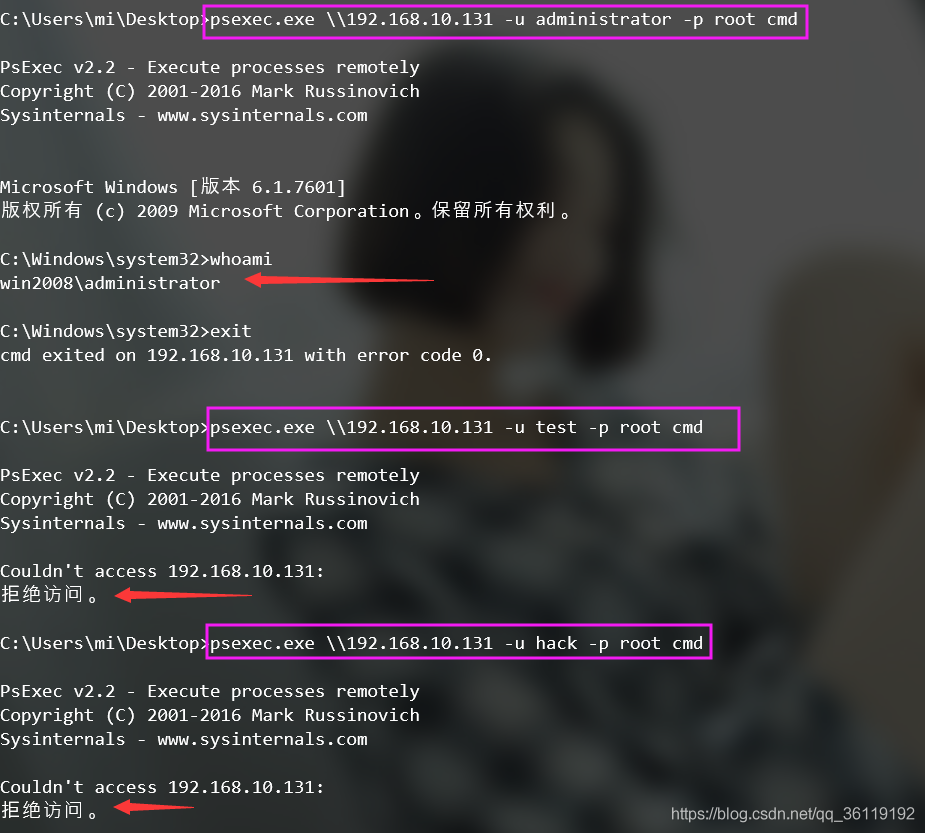 C:\Users\mi\Desktop>psexec.exe \\192.168.10.131 -u administrator -p root cmd
PsExec v2.2 - Execute processes remotely
Copyright (C) 2001-2016 Mark Russinovich
Sysinternals - www.sysinternals.com
Microsoft Windows [版本 6.1.7601]
版权所有 (c) 2009 Microsoft Corporation。保留所有权利。
C:\Windows\system32>whoami
win2008\administrator
C:\Windows\system32>exit
cmd exited on 192.168.10.131 with error code 0.
C:\Users\mi\Desktop>psexec.exe \\192.168.10.131 -u test -p root cmd
PsExec v2.2 - Execute processes remotely
Copyright (C) 2001-2016 Mark Russinovich
Sysinternals - www.sysinternals.com
Couldn't access 192.168.10.131:
拒绝访问。
C:\Users\mi\Desktop>psexec.exe \\192.168.10.131 -u hack -p root cmd
PsExec v2.2 - Execute processes remotely
Copyright (C) 2001-2016 Mark Russinovich
Sysinternals - www.sysinternals.com
Couldn't access 192.168.10.131:
拒绝访问。
https://blog.csdn.net/qq_36119192